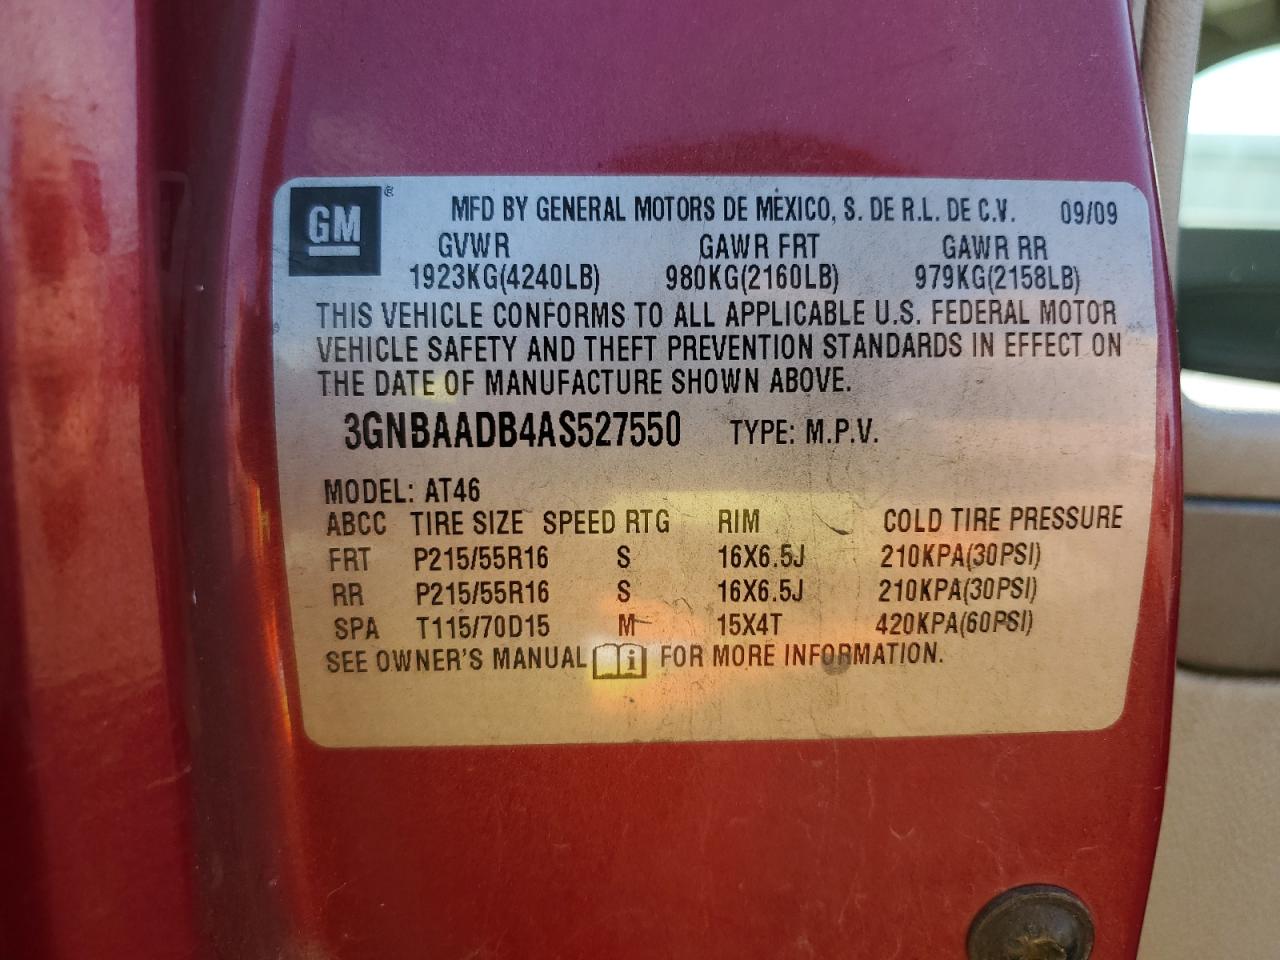 GM ® MFD BY GENERAL MOTORS DE MÉXICO, S. DE R.L. DE C.V. 09/09
GVWR GAWR FRT GAWR RR
1923KG(4240LB) 980KG(2160LB) 979KG(2158LB)
THIS VEHICLE CONFORMS TO ALL APPLICABLE U.S. FEDERAL MOTOR
VEHICLE SAFETY AND THEFT PREVENTION STANDARDS IN EFFECT ON
THE DATE OF MANUFACTURE SHOWN ABOVE.
3GNBAADB4AS527550 TYPE: M.P.V.
MODEL: AT46
ABCC TIRE SIZE SPEED RTG RIM COLD TIRE PRESSURE
FRT P215/55R16 S 16X6.5J 210KPA(30PSI)
RR P215/55R16 S 16X6.5J 210KPA(30PSI)
SPA T115/70D15 M 15X4T 420KPA(60PSI)
SEE OWNER'S MANUAL i FOR MORE INFORMATION.